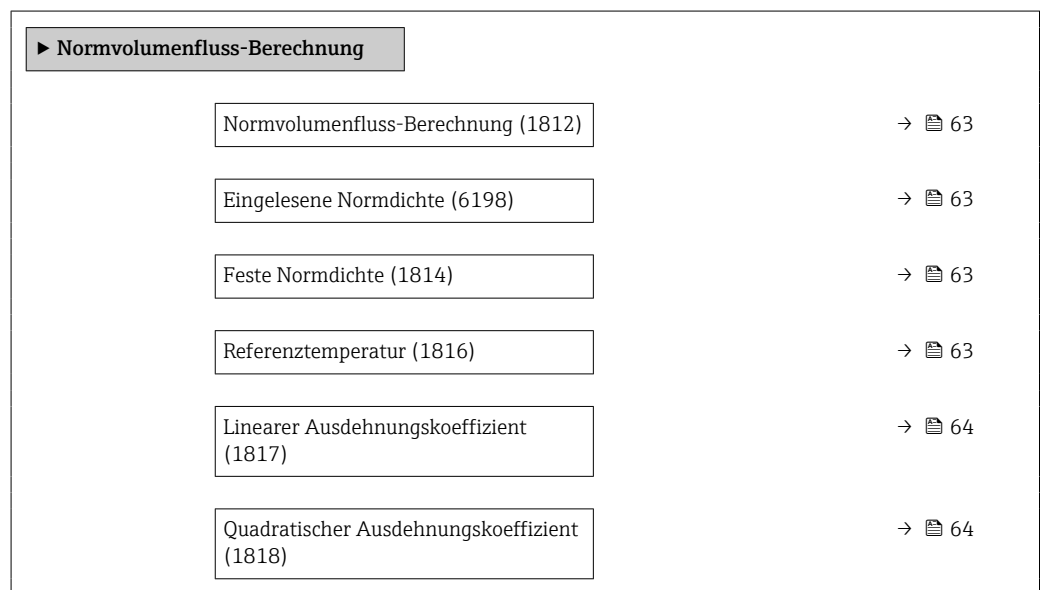 ► Normvolumenfluss-Berechnung
Normvolumenfluss-Berechnung (1812) → 63
Eingelesene Normdichte (6198) → 63
Feste Normdichte (1814) → 63
Referenztemperatur (1816) → 63
Linearer Ausdehnungskoeffizient → 64
(1817)
Quadratischer Ausdehnungskoeffizient → 64
(1818)